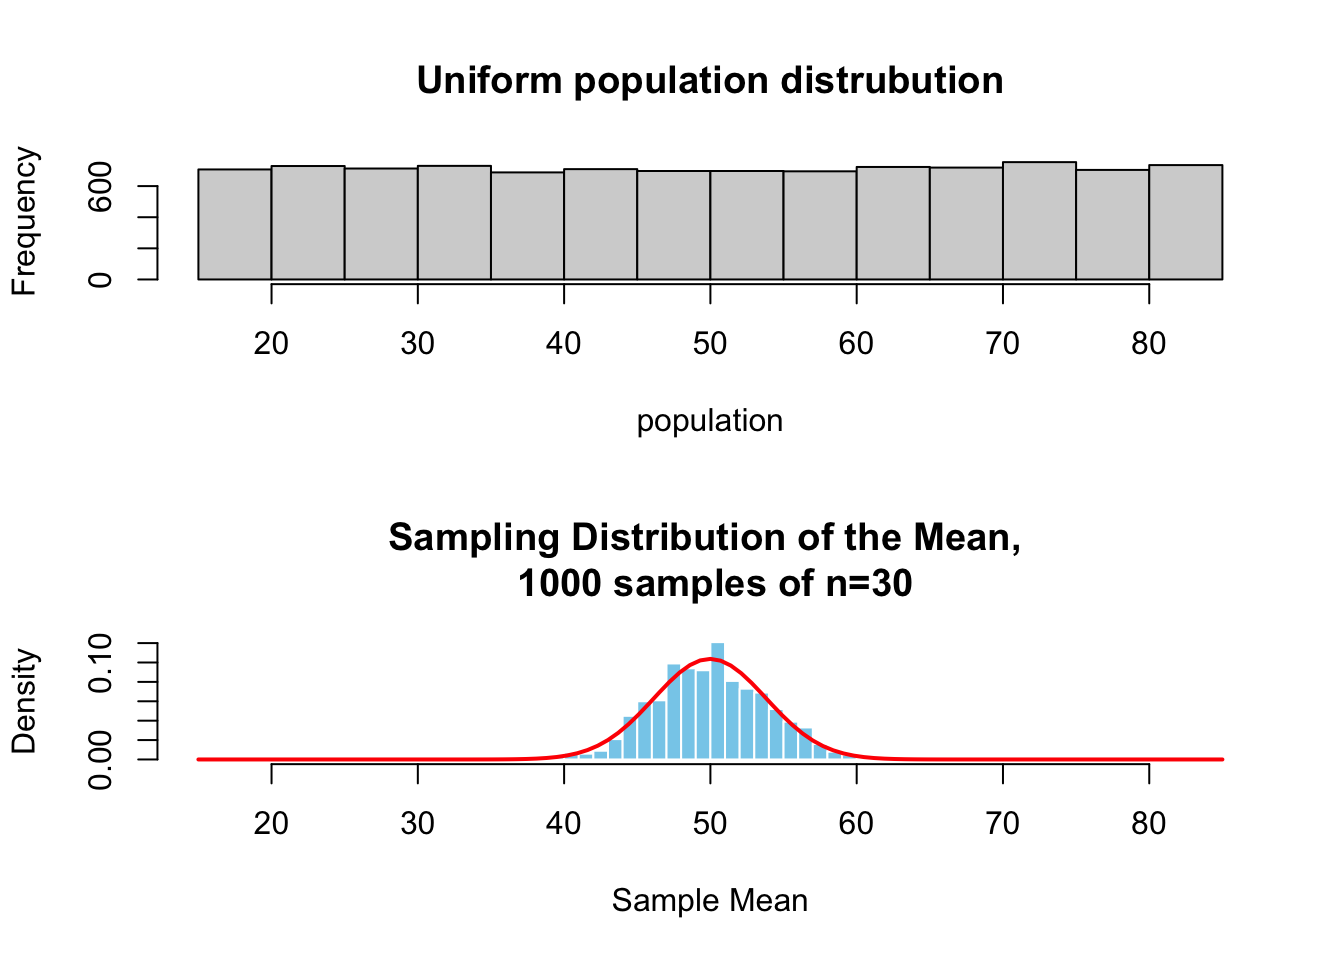 Uniform population distrubution
Frequency
600
0
20 30 40 50 60 70 80
population
Sampling Distribution of the Mean,
1000 samples of n=30
Density
0.10
0.00
20 30 40 50 60 70 80
Sample Mean